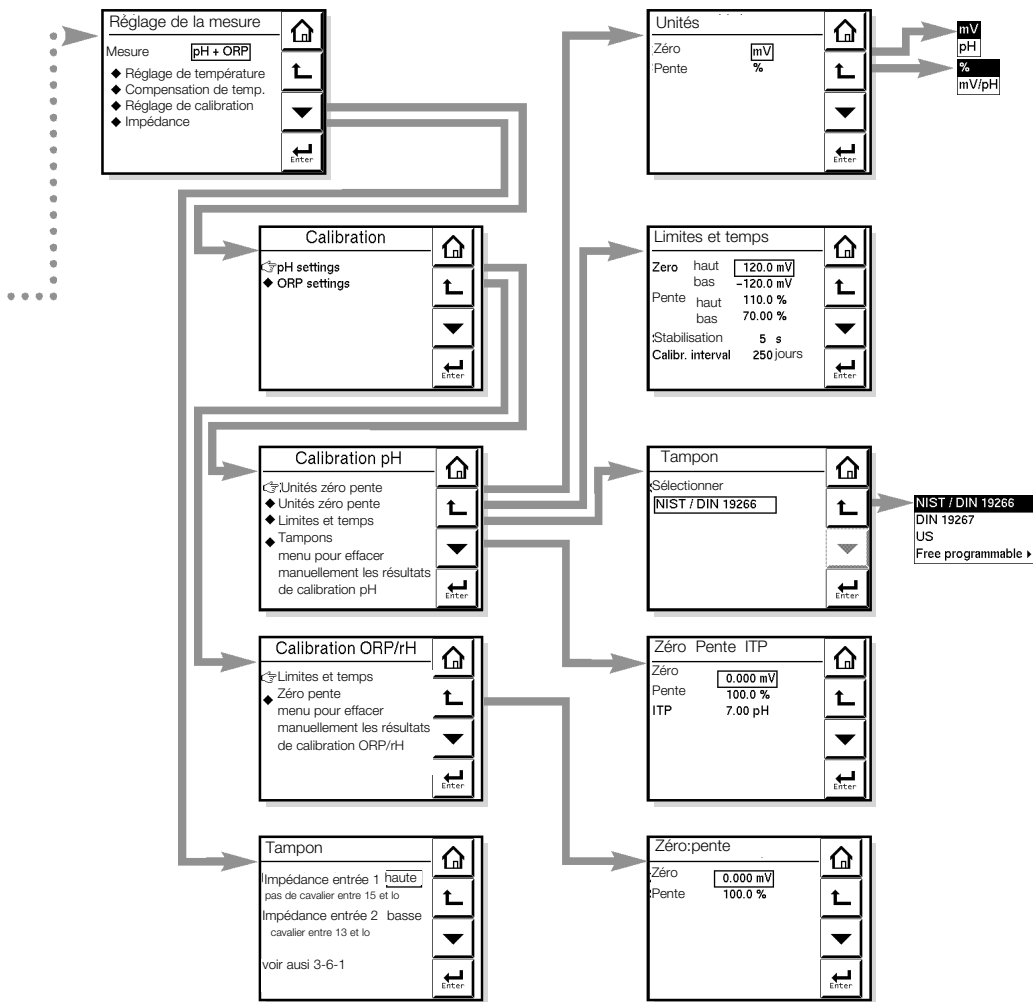 Réglage de la mesure
Mesure pH + ORP
◆ Réglage de température
◆ Compensation de temp.
◆ Réglage de calibration
◆ Impédance
Enter
Unités
Zéro mV
Pente %
Enter
mV
pH
%
mV/pH
Calibration
pH settings
◆ ORP settings
Enter
Limites et temps
Zero haut 120.0 mV
bas -120.0 mV
Pente haut 110.0 %
bas 70.00 %
:Stabilisation 5 s
Calibr. interval 250 jours
Enter
Calibration pH
:Unités zéro pente
◆ Unités zéro pente
◆ Limites et temps
◆ Tampons
menu pour effacer
manuellement les résultats
de calibration pH
Enter
Tampon
Sélectionner
NIST / DIN 19266
Enter
NIST / DIN 19266
DIN 19267
US
Free programmable
Calibration ORP/rH
Limites et temps
◆ Zéro pente
menu pour effacer
manuellement les résultats
de calibration ORP/rH
Enter
Zéro Pente ITP
Zéro 0.000 mV
Pente 100.0 %
ITP 7.00 pH
Enter
Tampon
Impédance entrée 1 haute
pas de cavalier entre 15 et lo
Impédance entrée 2 basse
cavalier entre 13 et lo
voir ausi 3-6-1
Enter
Zéro:pente
Zéro 0.000 mV
Pente 100.0 %
Enter